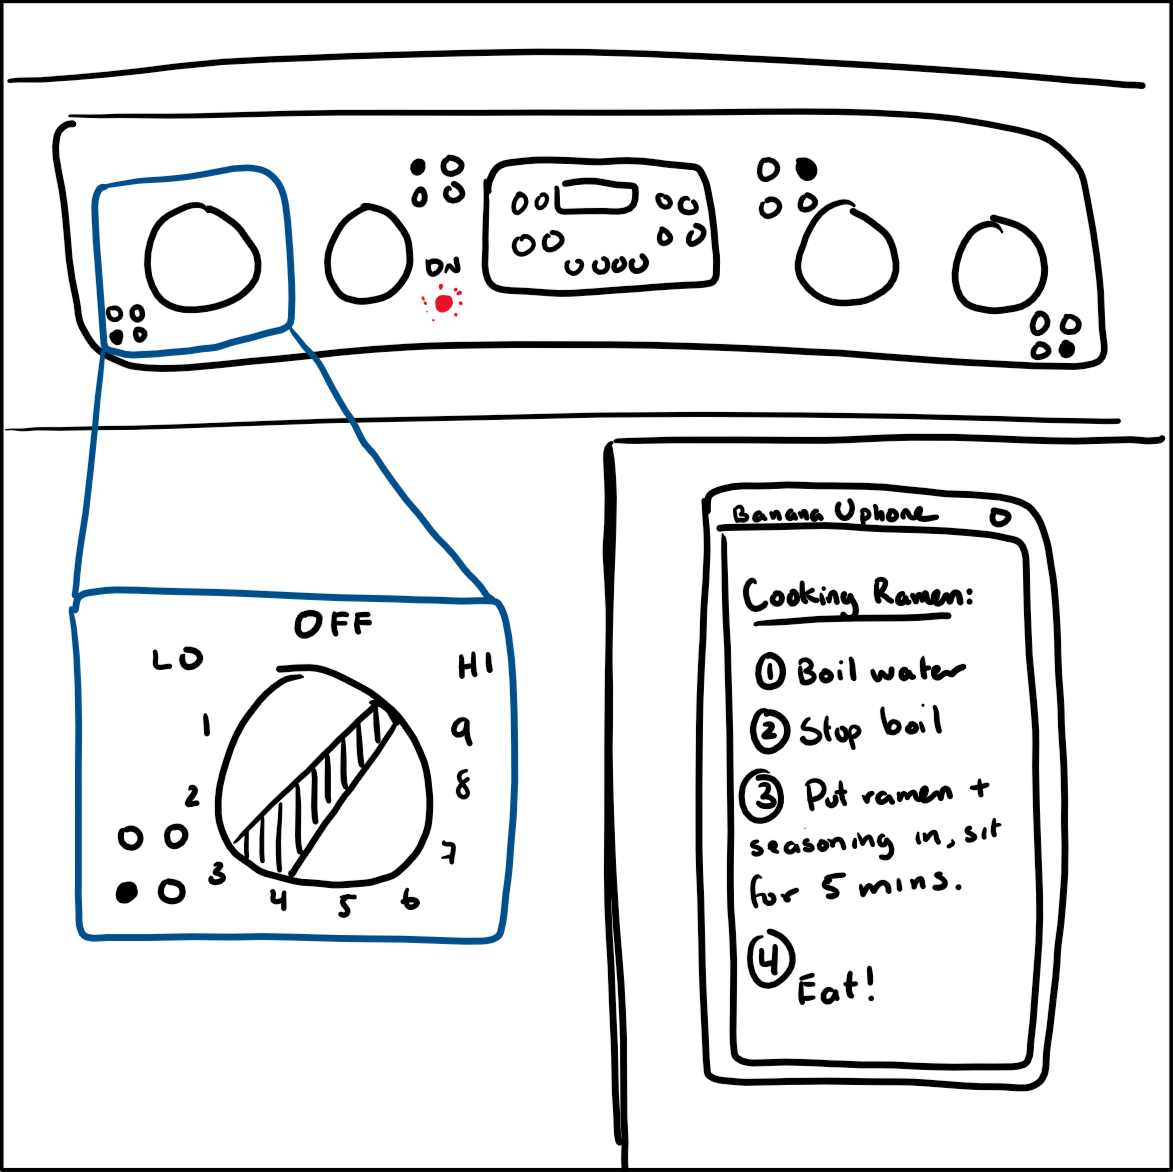 ON
OFF
LO
HI
1
9
2
8
3
7
4
5
6
Banana Uphone
Cooking Ramen:
1 Boil water
2 Stop boil
3 Put ramen +
seasoning in, sit
for 5 mins.
4
Eat!